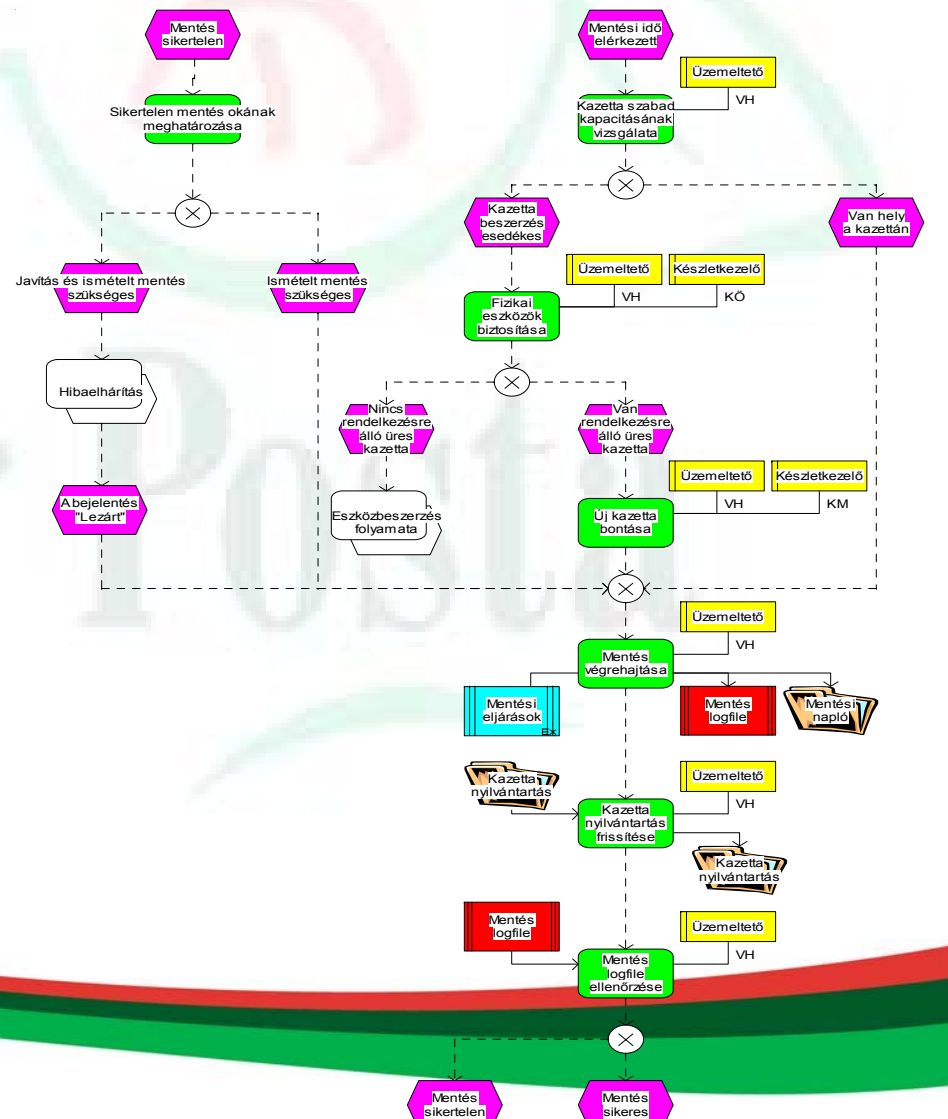 Mentés
sikertelen
Mentési idő
elérkezett
Üzemeltető
VH
Sikertelen mentés okának
meghatározása
Kazetta szabad
kapacitásának
vizsgálata
Kazetta
beszerzés
esedékes
Van hely
a kazettán
Javítás és ismételt mentés
szükséges
Ismételt mentés
szükséges
Üzemeltető
VH
Készletkezelő
KÖ
Fizikai
eszközök
biztosítása
Hibaelhárítás
Nincs
rendelkezésre
álló üres
kazetta
Van
rendelkezésre
álló üres
kazetta
Üzemeltető
VH
Készletkezelő
KM
A bejelentés
"Lezárt"
Eszközbeszerzés
folyamata
Új kazetta
bontása
Posta
Üzemeltető
VH
Mentés
végrehajtása
Mentési
eljárások
Ex
Mentés
logfile
Mentési
napló
Üzemeltető
VH
Kazetta
nyilvántartás
Kazetta
nyilvántartás
frissítése
Kazetta
nyilvántartás
Mentés
logfile
Üzemeltető
VH
Mentés
logfile
ellenőrzése
Mentés
sikertelen
Mentés
sikeres